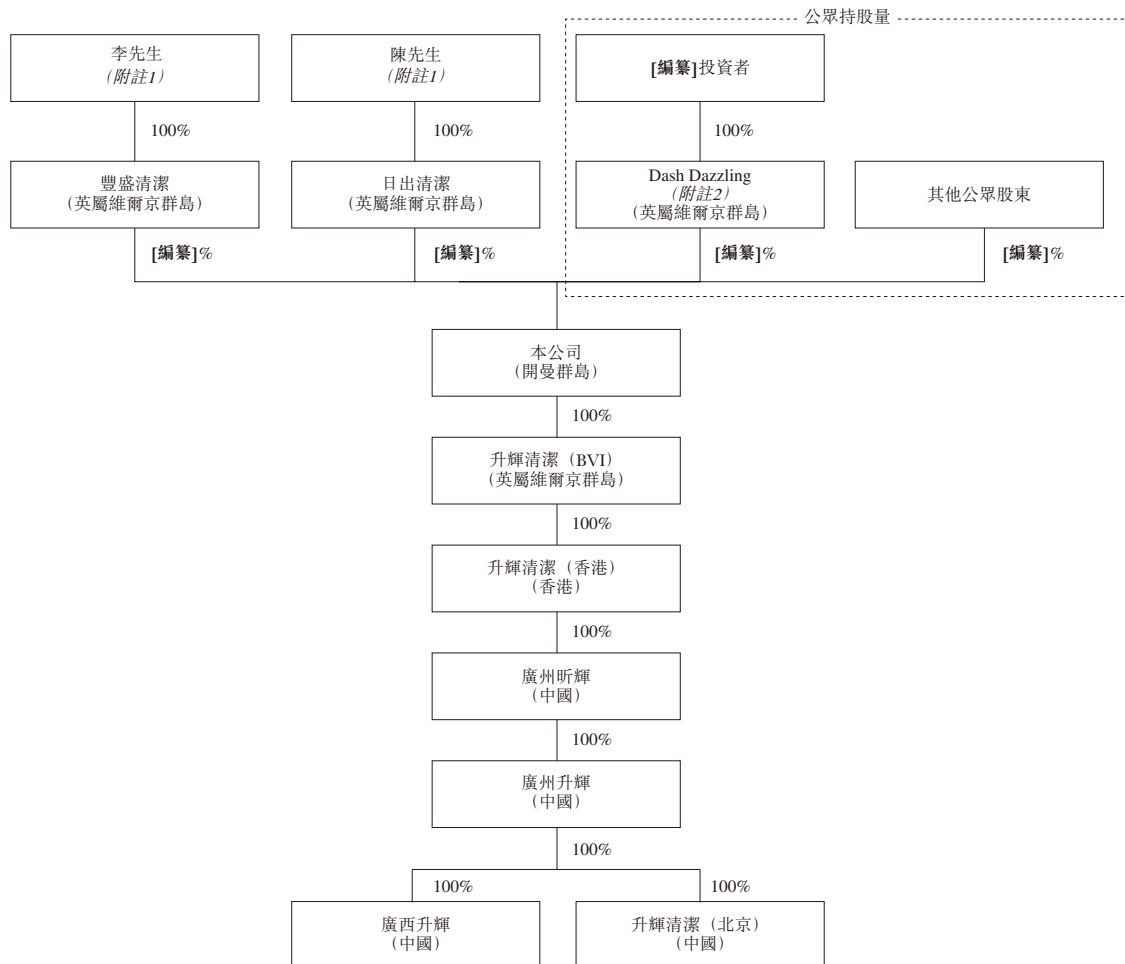 公眾持股量
李先生
(附註1)
陳先生
(附註1)
[編纂]投資者
100%
100%
100%
豐盛清潔
(英屬維爾京群島)
日出清潔
(英屬維爾京群島)
Dash Dazzling
(附註2)
(英屬維爾京群島)
其他公眾股東
[編纂]%
[編纂]%
[編纂]%
[編纂]%
本公司
(開曼群島)
100%
升輝清潔(BVI)
(英屬維爾京群島)
100%
升輝清潔(香港)
(香港)
100%
廣州昕輝
(中國)
100%
廣州升輝
(中國)
100%
100%
100%
廣西升輝
(中國)
升輝清潔(北京)
(中國)